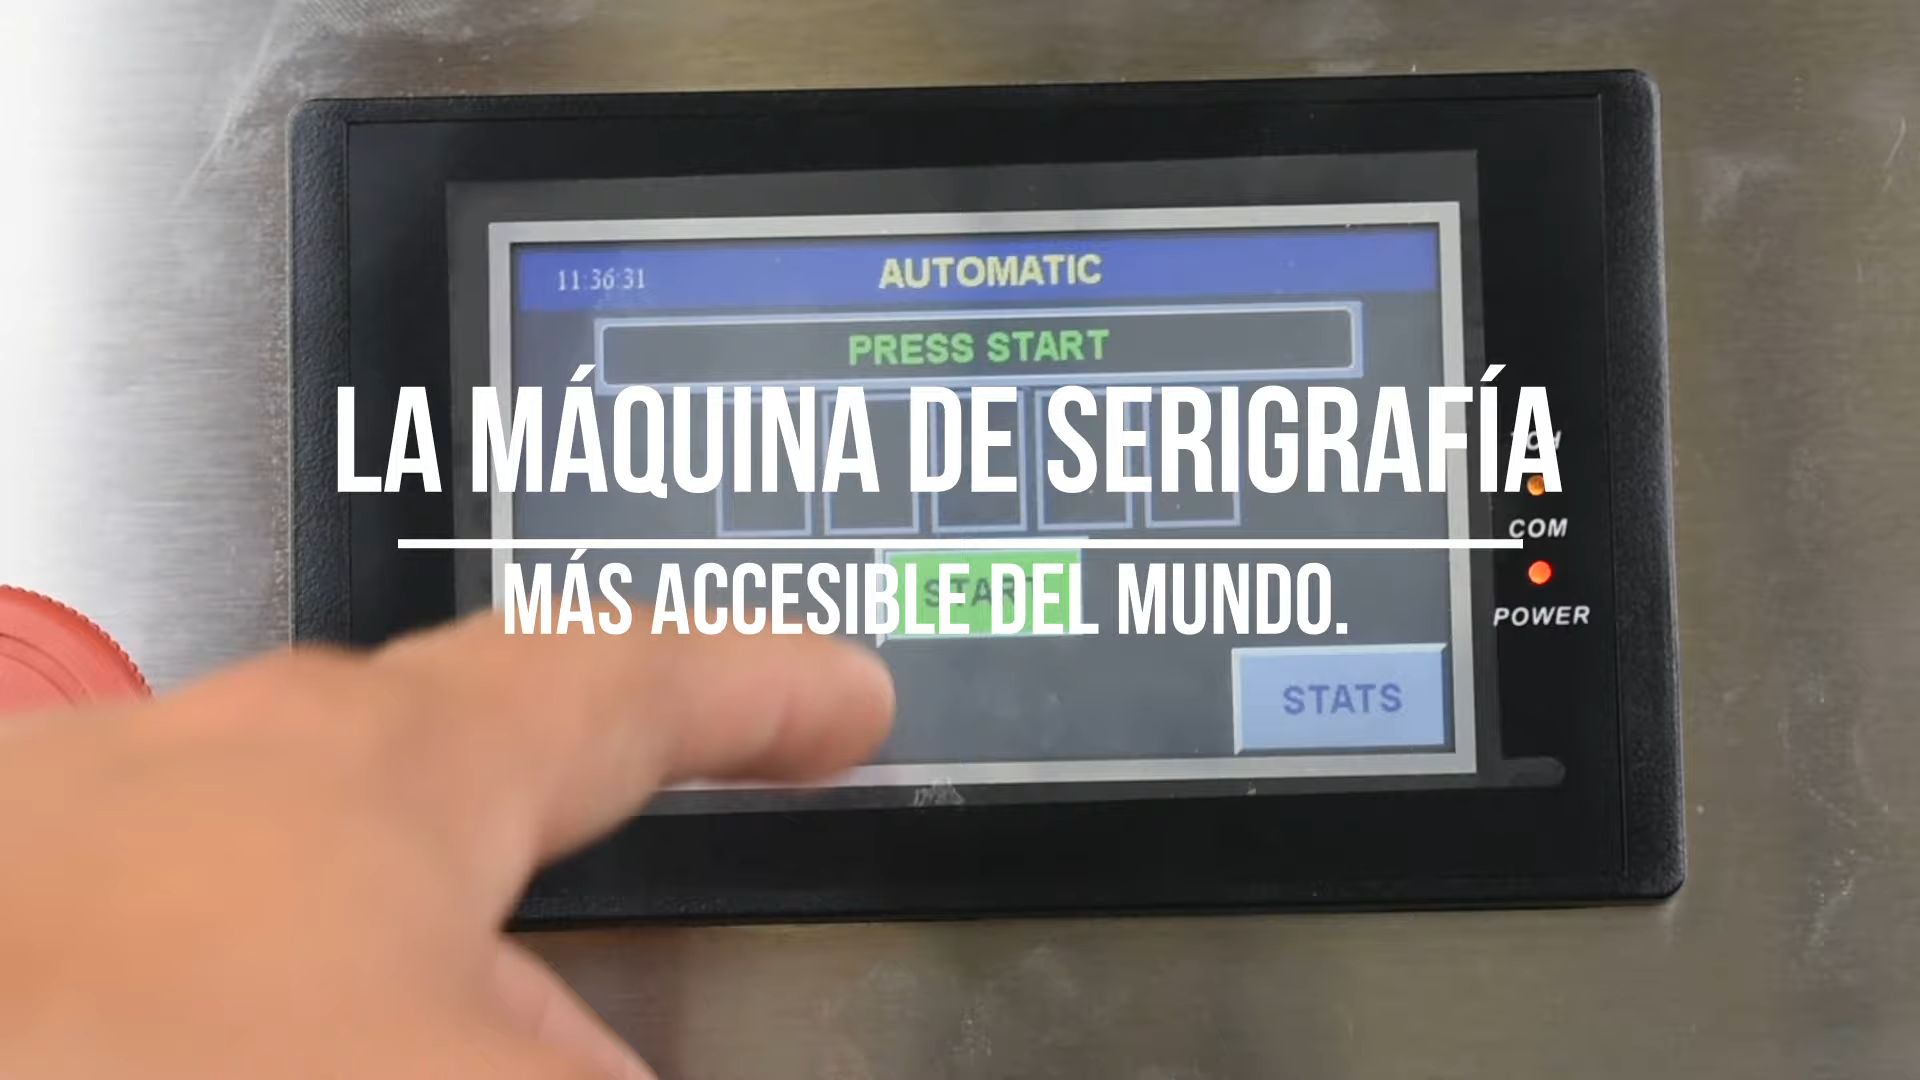 11:36:31
AUTOMATIC
PRESS START
LA MÁQUINA DE SERIGRAFÍA
COM
MÁS ACCESIBLE DEL MUNDO.
START
POWER
STATS